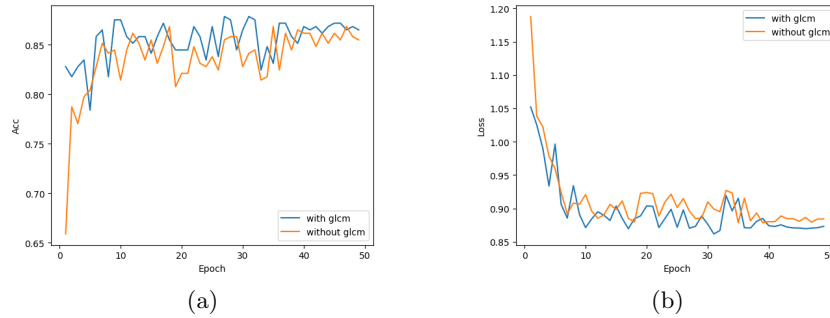 0.85
0.80
0.75
0.70
0.65
Acc
0 10 20 30 40 50
Epoch
with glcm
without glcm
(a)
1.20
1.15
1.10
1.05
1.00
0.95
0.90
0.85
Loss
0 10 20 30 40 50
Epoch
with glcm
without glcm
(b)